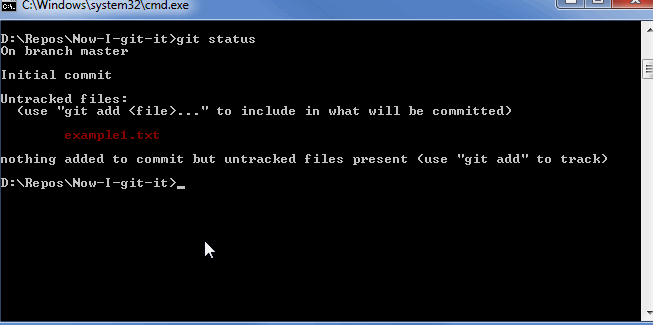 C:\Windows\system32\cmd.exe
D:\Repos\Now-I-git-it>git status
On branch master
Initial commit
Untracked files:
  (use "git add <file>..." to include in what will be committed)
        example1.txt
nothing added to commit but untracked files present (use "git add" to track)
D:\Repos\Now-I-git-it>_